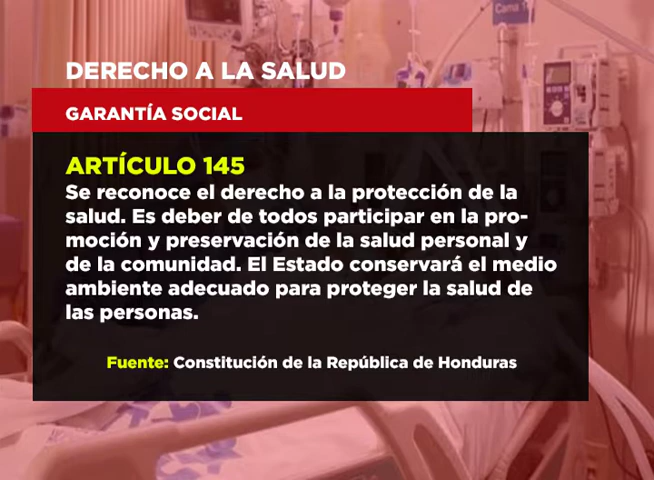 Cama 1
DERECHO A LA SALUD
GARANTÍA SOCIAL
ARTÍCULO 145
Se reconoce el derecho a la protección de la
salud. Es deber de todos participar en la pro-
moción y preservación de la salud personal y
de la comunidad. El Estado conservará el medio
ambiente adecuado para proteger la salud de
las personas.
Fuente: Constitución de la República de Honduras